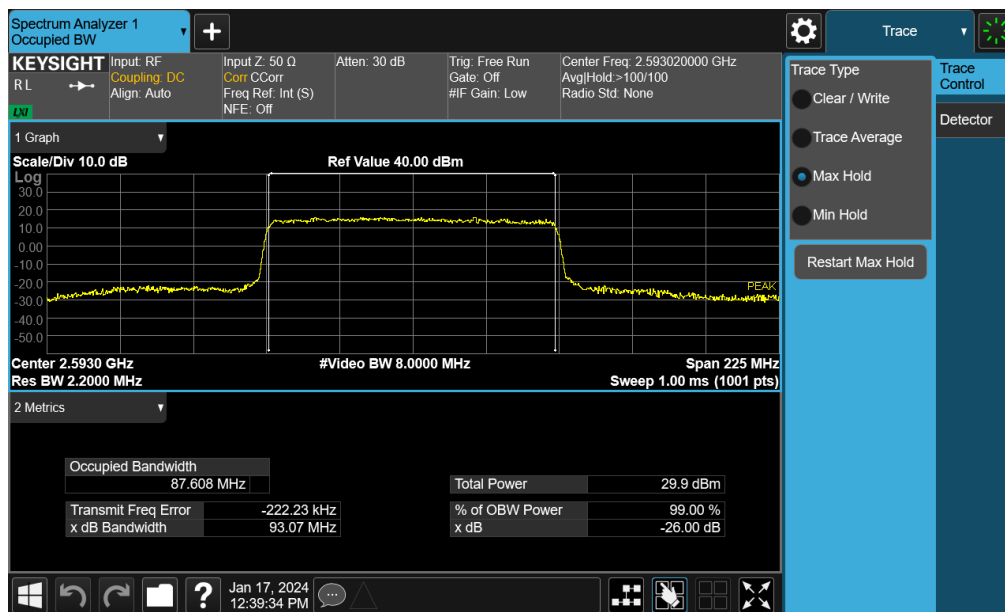 Spectrum Analyzer 1
Occupied BW
Trace
KEYSIGHT
R L
LXI
Input: RF
Coupling: DC
Align: Auto
Input Z: 50 Ω
Corr CCorr
Freq Ref: Int (S)
NFE: Off
Atten: 30 dB
Trig: Free Run
Gate: Off
#IF Gain: Low
Center Freq: 2.593020000 GHz
Avg|Hold:>100/100
Radio Std: None
Trace Type
Clear / Write
Trace Average
Max Hold
Min Hold
Restart Max Hold
Trace
Control
Detector
1 Graph
Scale/Div 10.0 dB
Ref Value 40.00 dBm
Log
30.0
20.0
10.0
0.00
-10.0
-20.0
-30.0
-40.0
-50.0
PEAK
Center 2.5930 GHz
#Video BW 8.0000 MHz
Span 225 MHz
Res BW 2.2000 MHz
Sweep 1.00 ms (1001 pts)
2 Metrics
Occupied Bandwidth
87.608 MHz
Total Power 29.9 dBm
Transmit Freq Error -222.23 kHz
% of OBW Power 99.00 %
x dB Bandwidth 93.07 MHz
x dB -26.00 dB
?
Jan 17, 2024
12:39:34 PM